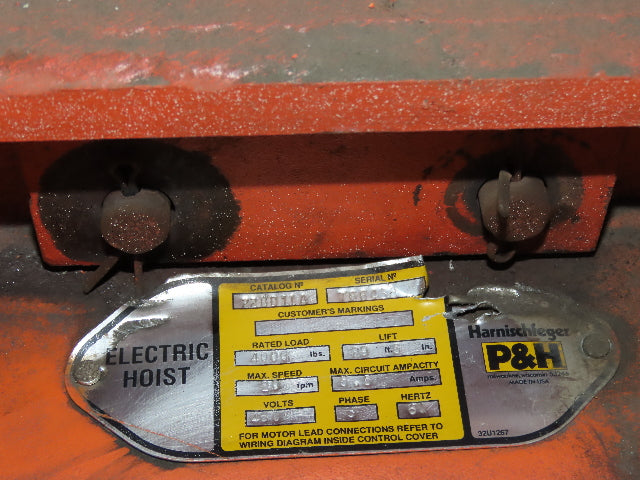 CATALOG Nº SERIAL Nº
CUSTOMER'S MARKINGS
RATED LOAD LIFT
4000 lbs. ft. in.
MAX. SPEED MAX. CIRCUIT AMPACITY
fpm Amps.
VOLTS PHASE HERTZ
3
FOR MOTOR LEAD CONNECTIONS REFER TO
WIRING DIAGRAM INSIDE CONTROL COVER
ELECTRIC
HOIST
Harnischfeger
P&H
MADE IN USA
32U1267